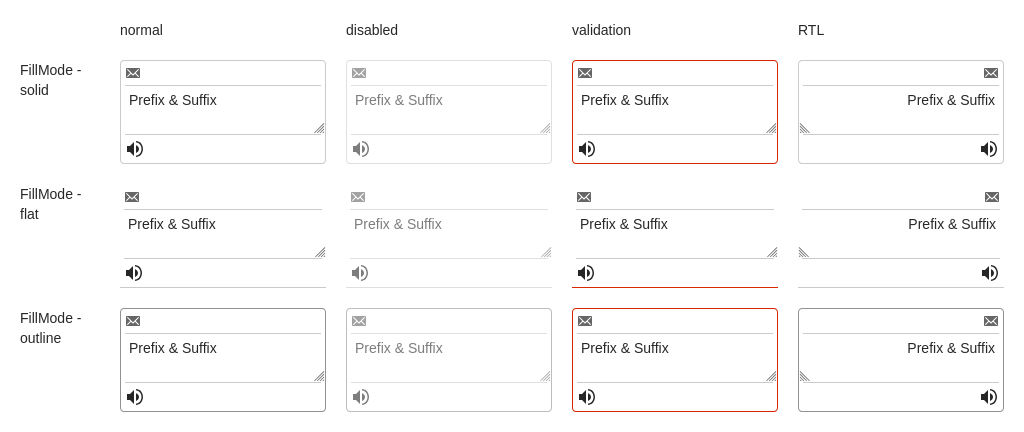 normal disabled validation RTL
FillMode -
solid
Prefix & Suffix Prefix & Suffix Prefix & Suffix Prefix & Suffix
FillMode -
flat
Prefix & Suffix Prefix & Suffix Prefix & Suffix Prefix & Suffix
FillMode -
outline
Prefix & Suffix Prefix & Suffix Prefix & Suffix Prefix & Suffix